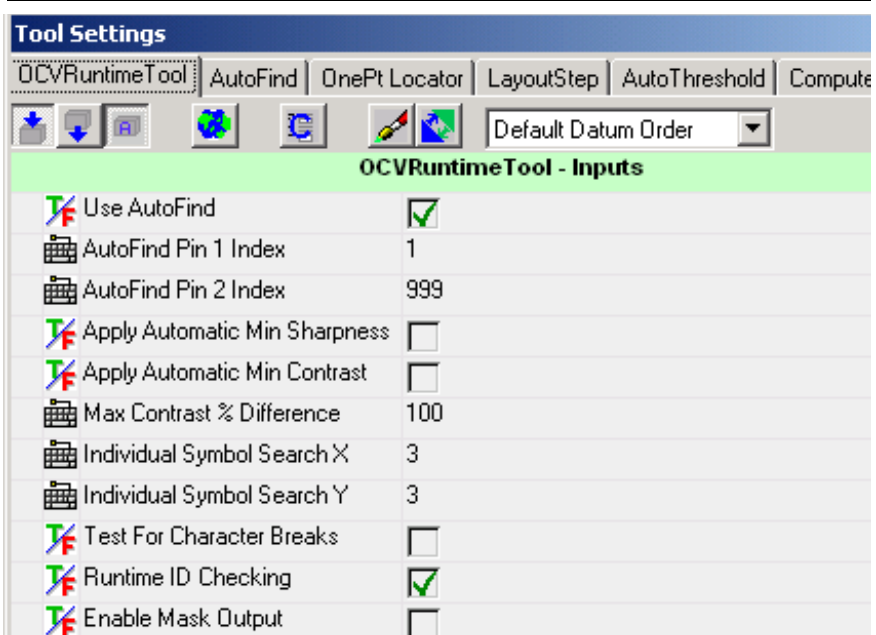 Tool Settings
OCVRuntimeTool AutoFind OnePt Locator LayoutStep AutoThreshold Compute
A Default Datum Order
OCVRuntimeTool - Inputs
T/F Use AutoFind
AutoFind Pin 1 Index 1
AutoFind Pin 2 Index 999
T/F Apply Automatic Min Sharpness
T/F Apply Automatic Min Contrast
Max Contrast % Difference 100
Individual Symbol Search X 3
Individual Symbol Search Y 3
T/F Test For Character Breaks
T/F Runtime ID Checking
T/F Enable Mask Output